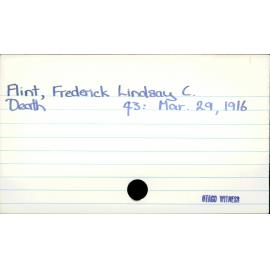 Flint, Frederick Lindsay C.
Death 43: Mar. 29, 1916
OTAGO WITNESS